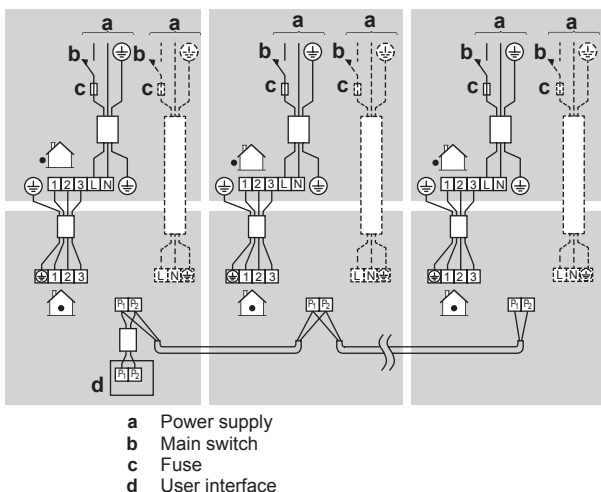 a a a a a a
b b b b b b
c c c c c c
1 2 3 L N 1 2 3 L N 1 2 3 L N
1 2 3 L N 1 2 3 L N 1 2 3 L N
P1 P2 P1 P2 P1 P2
P1 P2
d
a Power supply
b Main switch
c Fuse
d User interface